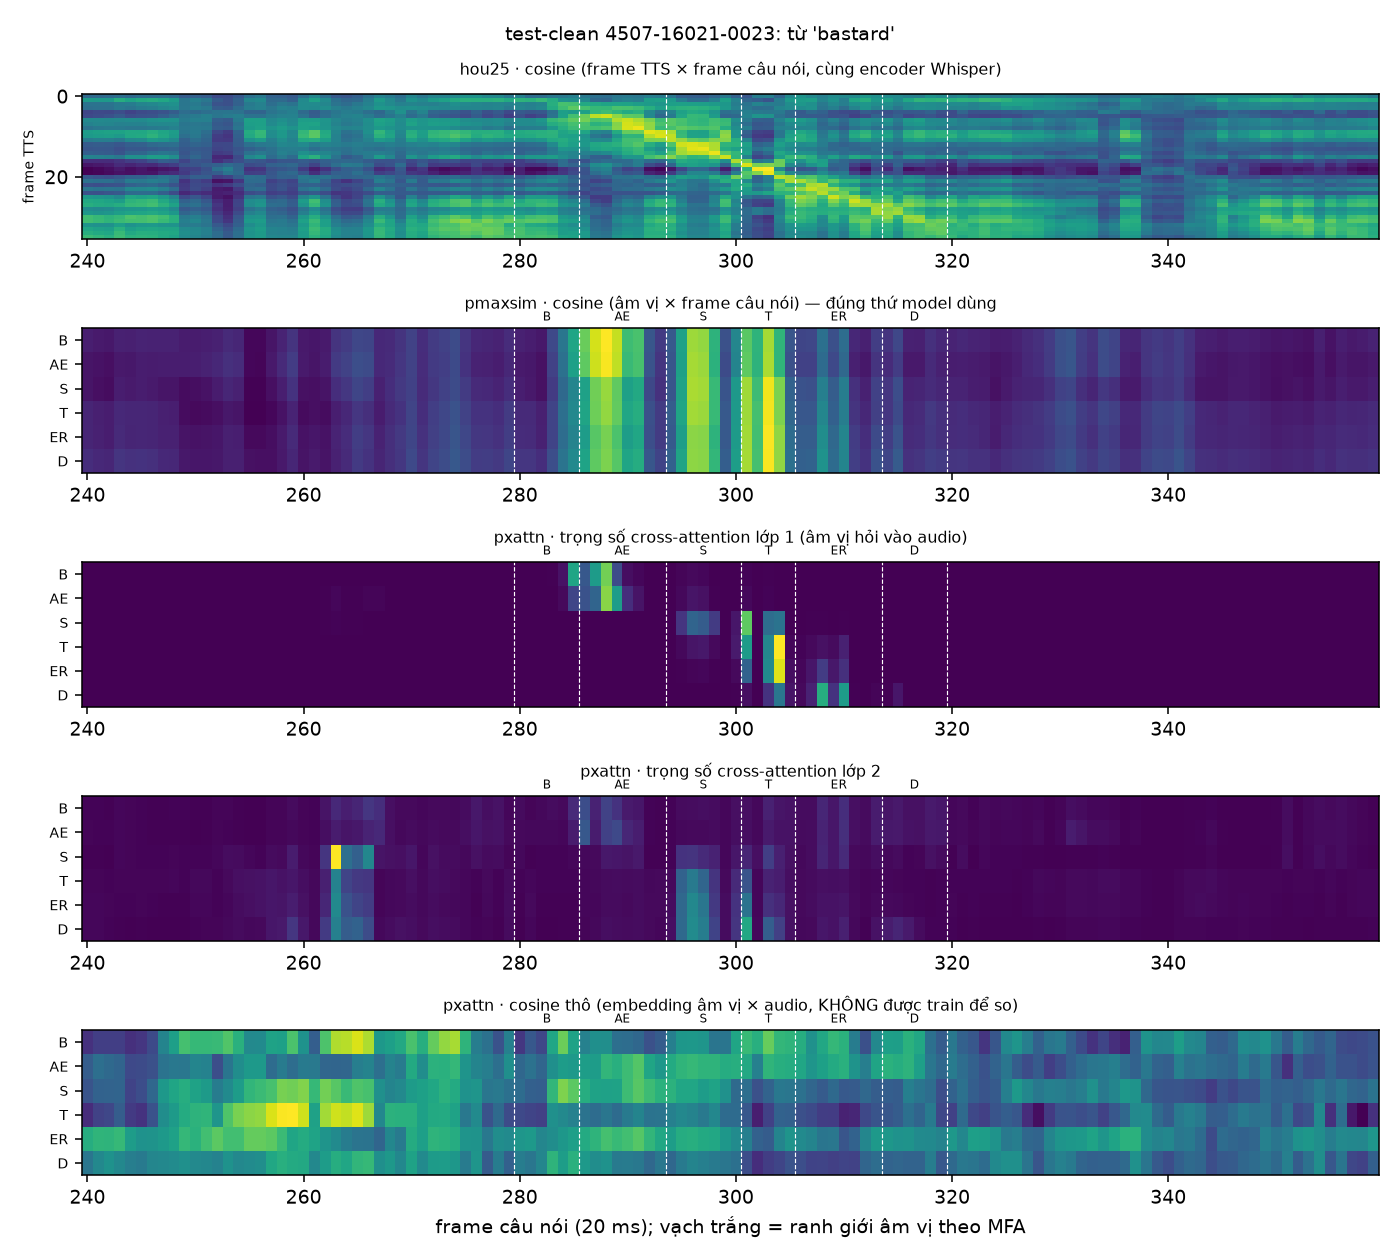 test-clean 4507-16021-0023: từ 'bastard'
hou25 · cosine (frame TTS × frame câu nói, cùng encoder Whisper)
frame TTS
0
20
240 260 280 300 320 340
pmaxsim · cosine (âm vị × frame câu nói) — đúng thứ model dùng
B AE S T ER D
B
AE
S
T
ER
D
240 260 280 300 320 340
pxattn · trọng số cross-attention lớp 1 (âm vị hỏi vào audio)
B AE S T ER D
B
AE
S
T
ER
D
240 260 280 300 320 340
pxattn · trọng số cross-attention lớp 2
B AE S T ER D
B
AE
S
T
ER
D
240 260 280 300 320 340
pxattn · cosine thô (embedding âm vị × audio, KHÔNG được train để so)
B AE S T ER D
B
AE
S
T
ER
D
240 260 280 300 320 340
frame câu nói (20 ms); vạch trắng = ranh giới âm vị theo MFA